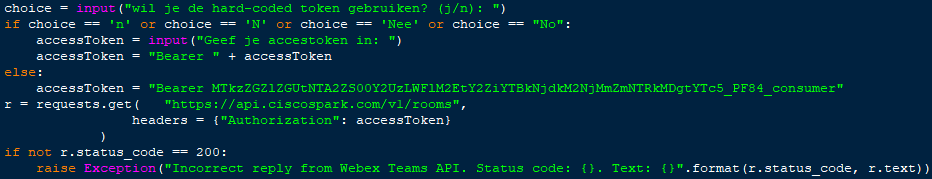 choice = input("wil je de hard-coded token gebruiken? (j/n): ")
if choice == 'n' or choice == 'N' or choice == 'Nee' or choice == "No":
    accessToken = input("Geef je accestoken in: ")
    accessToken = "Bearer " + accessToken
else:
    accessToken = "Bearer MTkzZGZlZGUtNTA2ZS00Y2UzLWFlM2EtY2ZiYTBkNjdkM2NjMmZmNTRkMDgtYTc5_PF84_consumer"
r = requests.get(   "https://api.ciscospark.com/v1/rooms",
                headers = {"Authorization": accessToken}
            )
if not r.status_code == 200:
    raise Exception("Incorrect reply from Webex Teams API. Status code: {}. Text: {}".format(r.status_code, r.text))